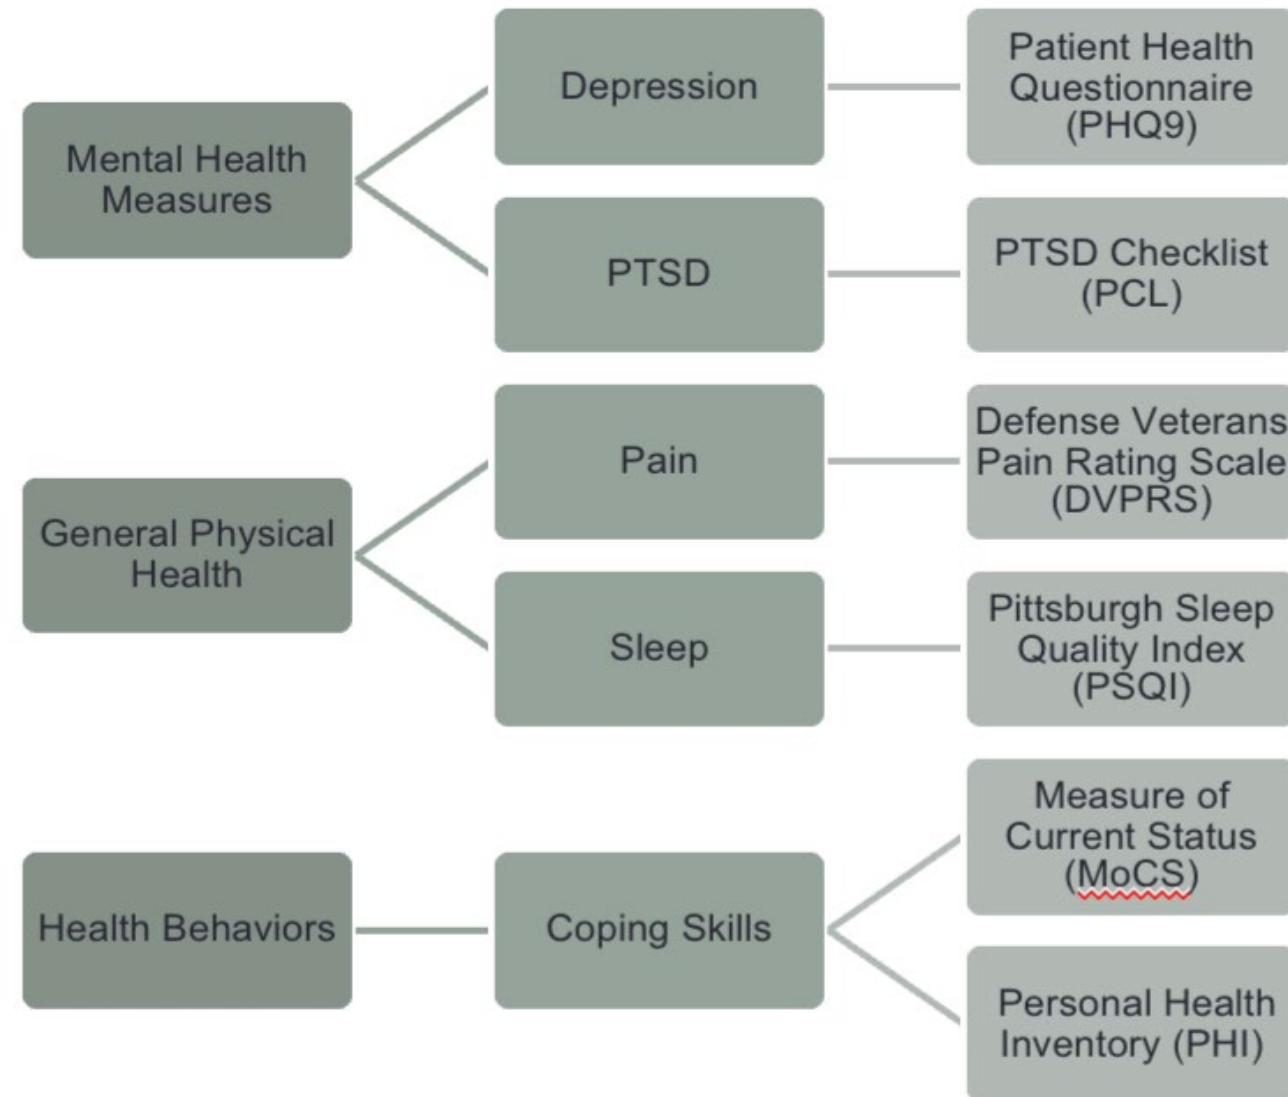 Mental Health
Measures
Depression
Patient Health
Questionnaire
(PHQ9)
PTSD
PTSD Checklist
(PCL)
General Physical
Health
Pain
Defense Veterans
Pain Rating Scale
(DVPRS)
Sleep
Pittsburgh Sleep
Quality Index
(PSQI)
Health Behaviors
Coping Skills
Measure of
Current Status
(MoCS)
Personal Health
Inventory (PHI)